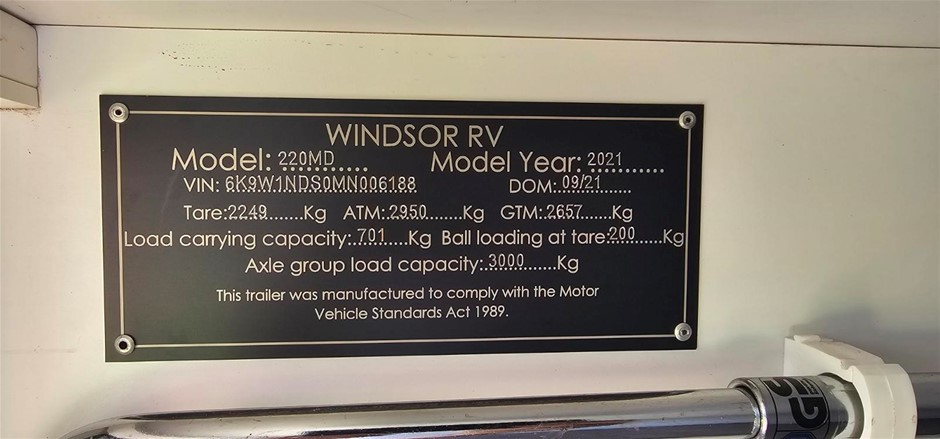 WINDSOR RV
Model: 220MD Model Year: 2021
VIN: 6K9W1NDS0MN006188 DOM: 09/21
Tare: 2249 Kg ATM: 2950 Kg GTM: 2657 Kg
Load carrying capacity: 701 Kg Ball loading at tare: 200 Kg
Axle group load capacity: 3000 Kg
This trailer was manufactured to comply with the Motor
Vehicle Standards Act 1989.